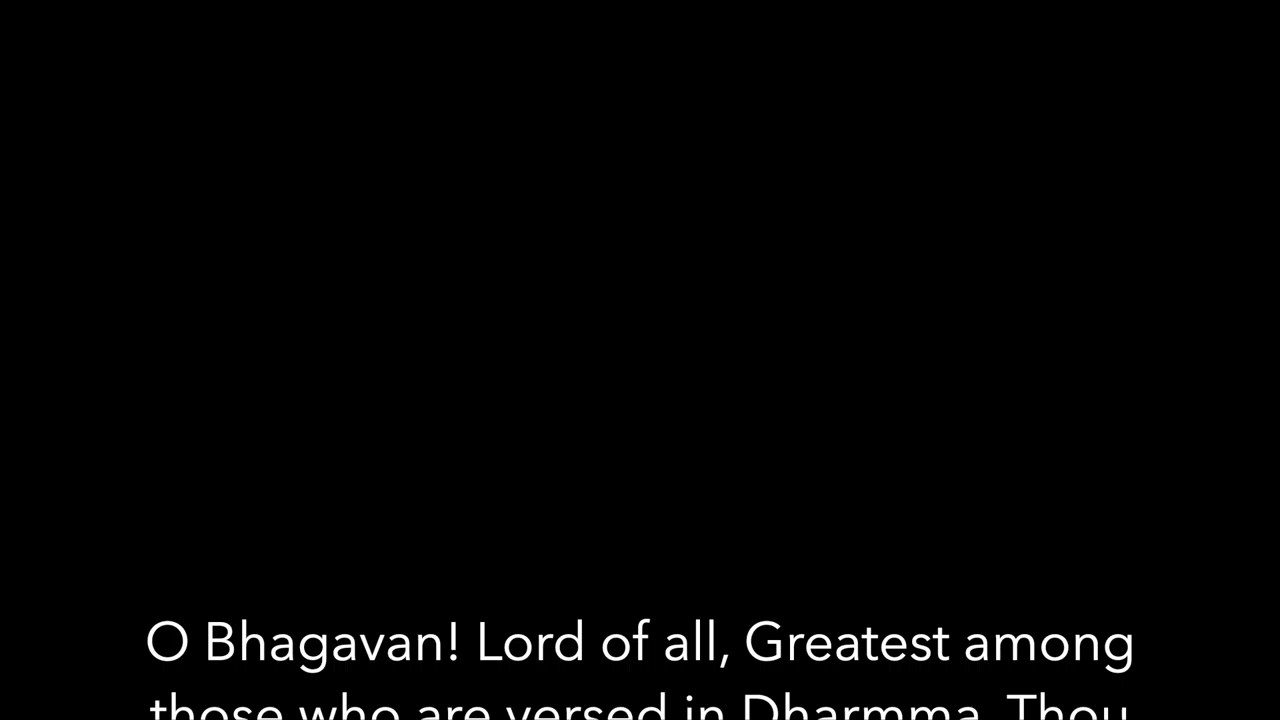 O Bhagavan! Lord of all, Greatest among
those who are versed in Dharmma, Thou